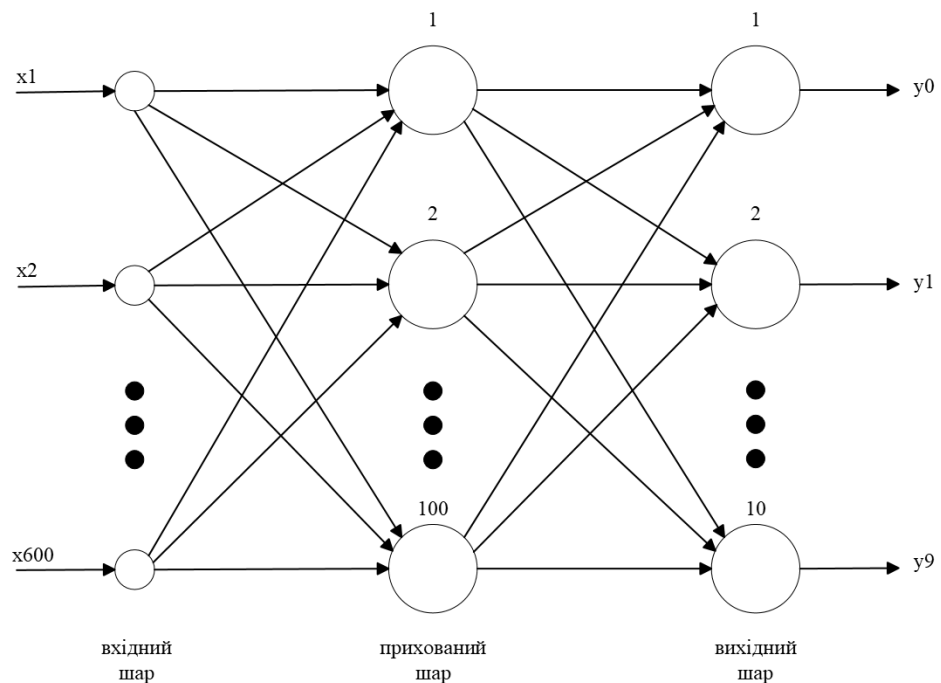 1
1
x1
y0
2
2
x2
y1
100
10
x600
y9
вхідний
шар
прихований
шар
вихідний
шар